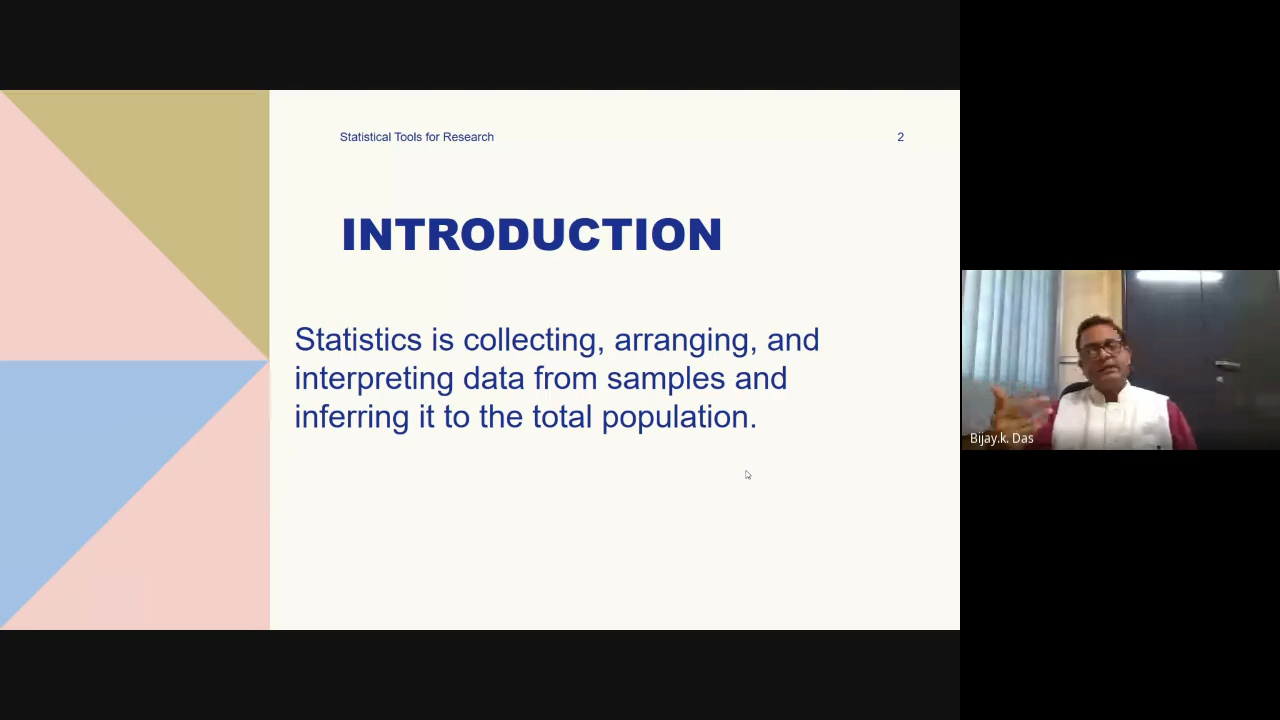 Statistical Tools for Research
2
INTRODUCTION
Statistics is collecting, arranging, and
interpreting data from samples and
inferring it to the total population.
Bijay.k. Das